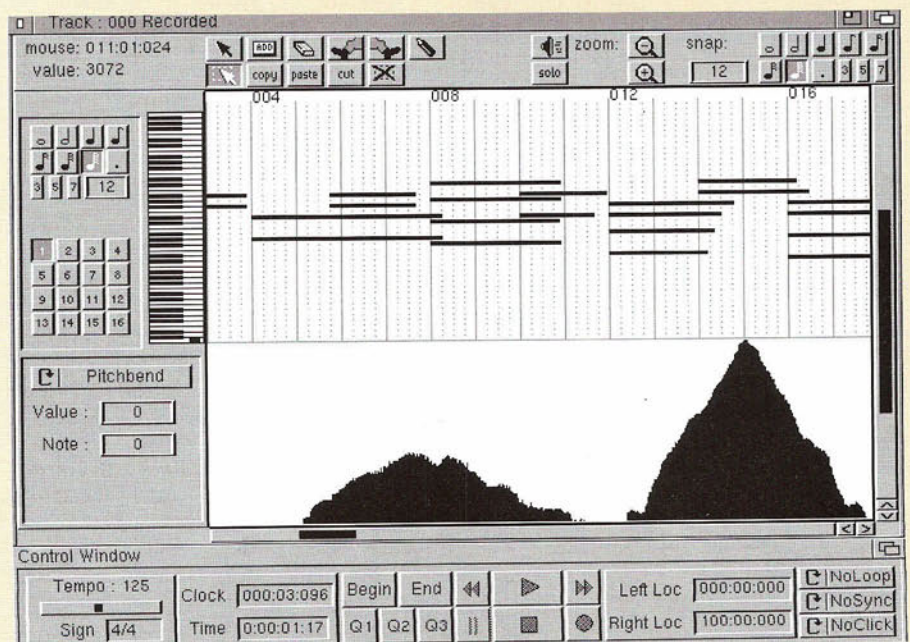 Track : 000 Recorded
mouse: 011:01:024
value: 3072
ADD
copy paste cut
solo
zoom:
snap:
12
3 5 7
004 008 012 016
3 5 7 12
1 2 3 4
5 6 7 8
9 10 11 12
13 14 15 16
Pitchbend
Value : 0
Note : 0
Control Window
Tempo : 125
Sign 4/4
Clock 000:03:096
Time 0:00:01:17
Begin End
Q1 Q2 Q3
Left Loc 000:00:000
Right Loc 100:00:000
NoLoop
NoSync
NoClick